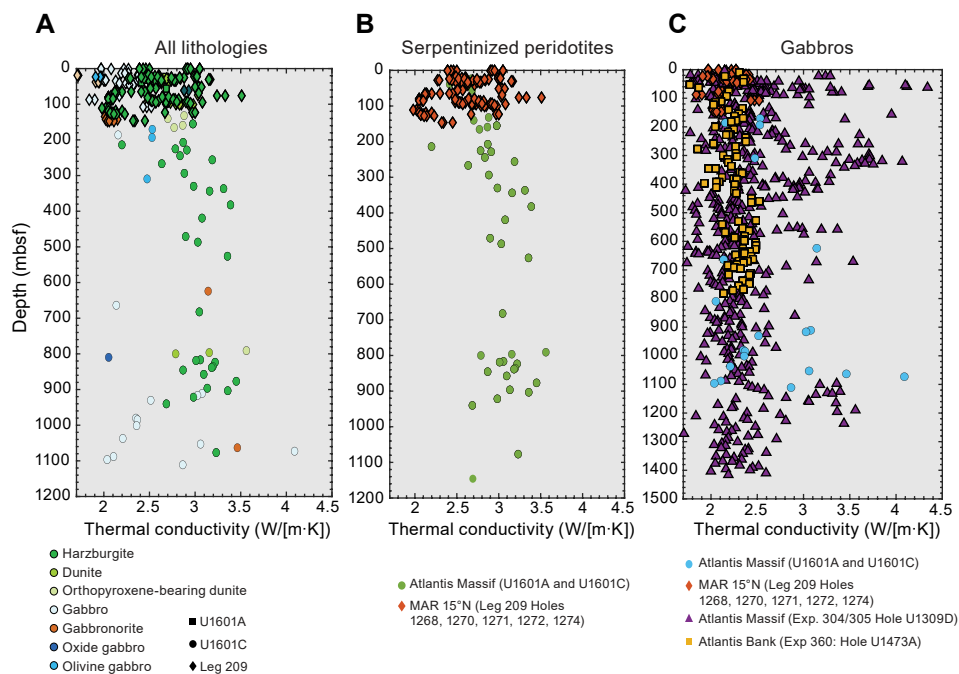 A
All lithologies
B
Serpentinized peridotites
C
Gabbros
Depth (mbsf)
0
100
200
300
400
500
600
700
800
900
1000
1100
1200
2
2.5
3
3.5
4
4.5
Thermal conductivity (W/[m·K])
0
100
200
300
400
500
600
700
800
900
1000
1100
1200
2
2.5
3
3.5
4
4.5
Thermal conductivity (W/[m·K])
0
100
200
300
400
500
600
700
800
900
1000
1100
1200
1300
1400
1500
2
2.5
3
3.5
4
4.5
Thermal conductivity (W/[m·K])
Harzburgite
Dunite
Orthopyroxene-bearing dunite
Gabbro
Gabbronorite
Oxide gabbro
Olivine gabbro
U1601A
U1601C
Leg 209
Atlantis Massif (U1601A and U1601C)
MAR 15°N (Leg 209 Holes
1268, 1270, 1271, 1272, 1274)
Atlantis Massif (U1601A and U1601C)
MAR 15°N (Leg 209 Holes
1268, 1270, 1271, 1272, 1274)
Atlantis Massif (Exp. 304/305 Hole U1309D)
Atlantis Bank (Exp 360: Hole U1473A)